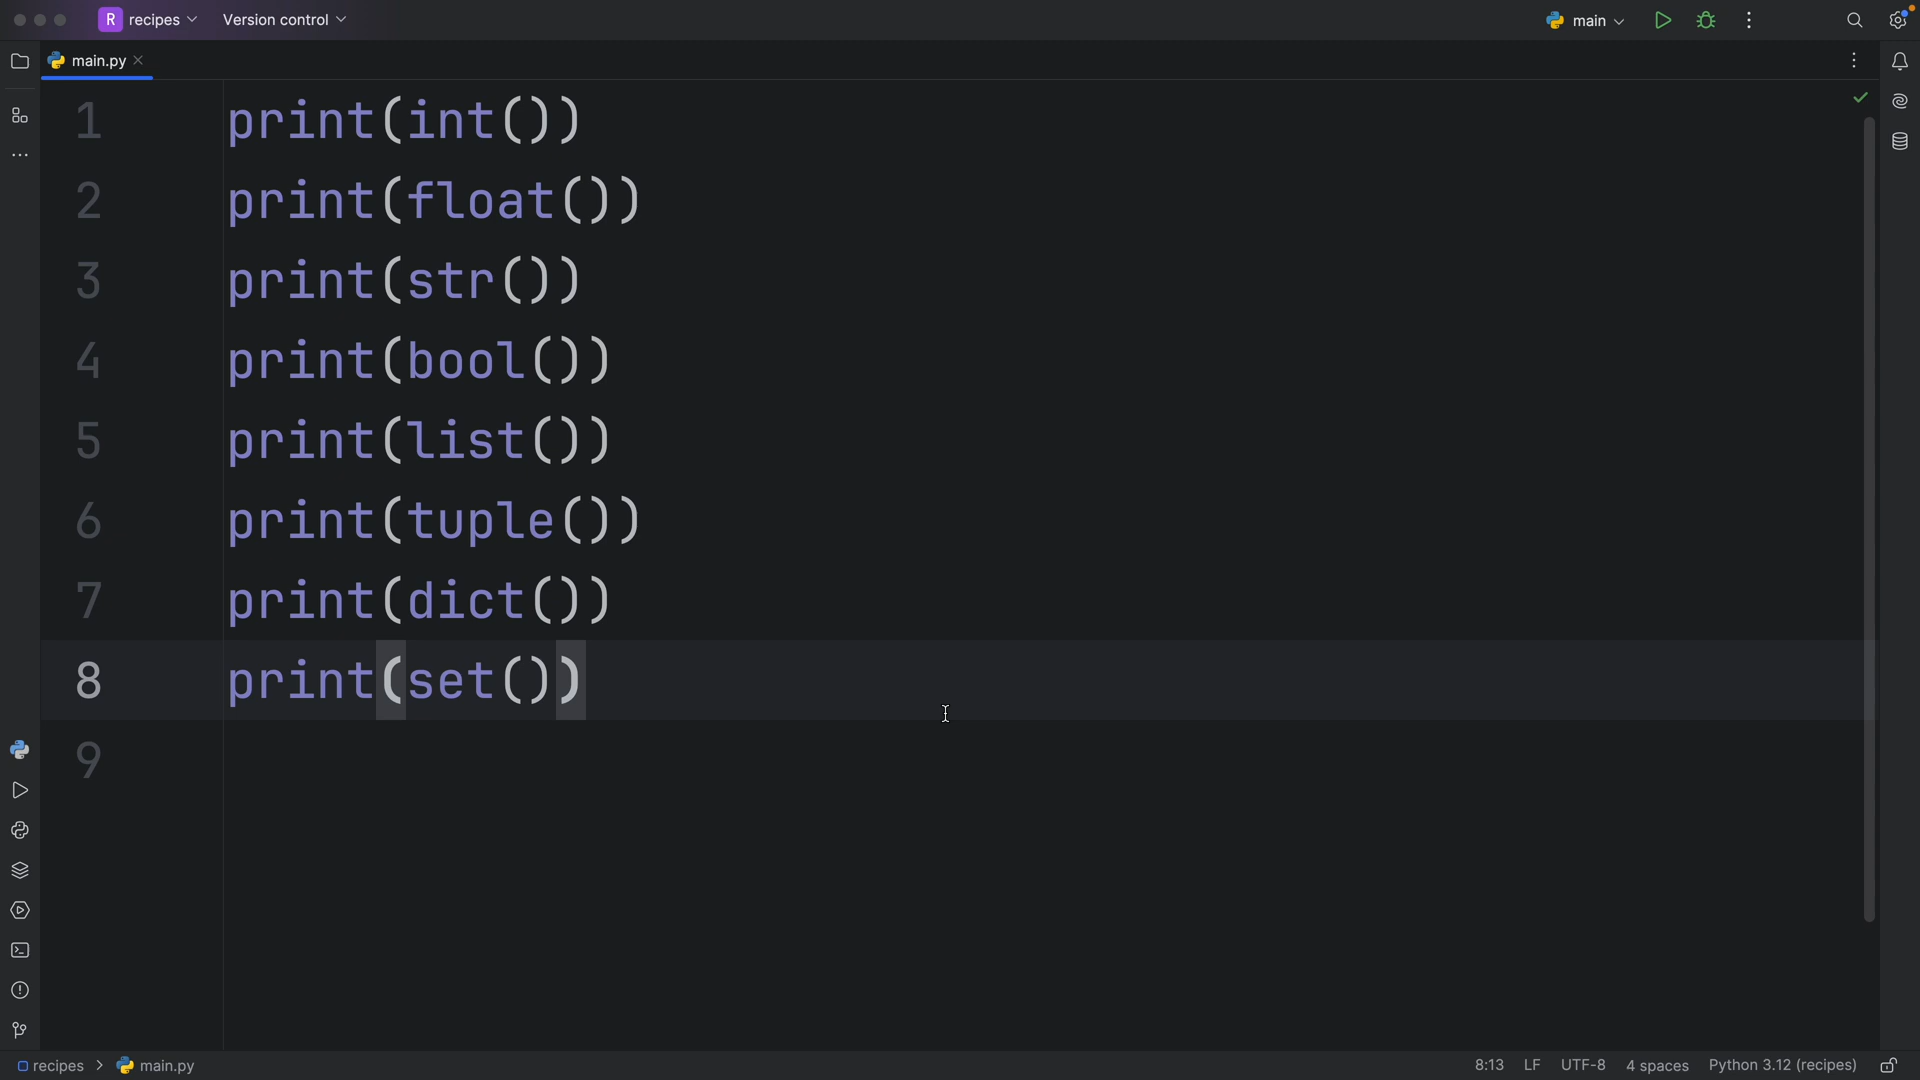 R recipes Version control main
main.py
1 print(int())
2 print(float())
3 print(str())
4 print(bool())
5 print(list())
6 print(tuple())
7 print(dict())
8 print(set())
9
recipes > main.py 8:13 LF UTF-8 4 spaces Python 3.12 (recipes)